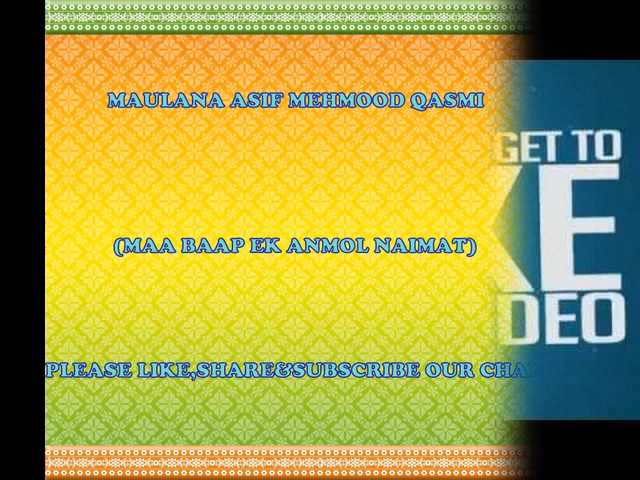 MAULANA ASIF MEHMOOD QASMI
(MAA BAAP EK ANMOL NAIMAT)
PLEASE LIKE,SHARE&SUBSCRIBE OUR CHA
GET TO
KE
DEO